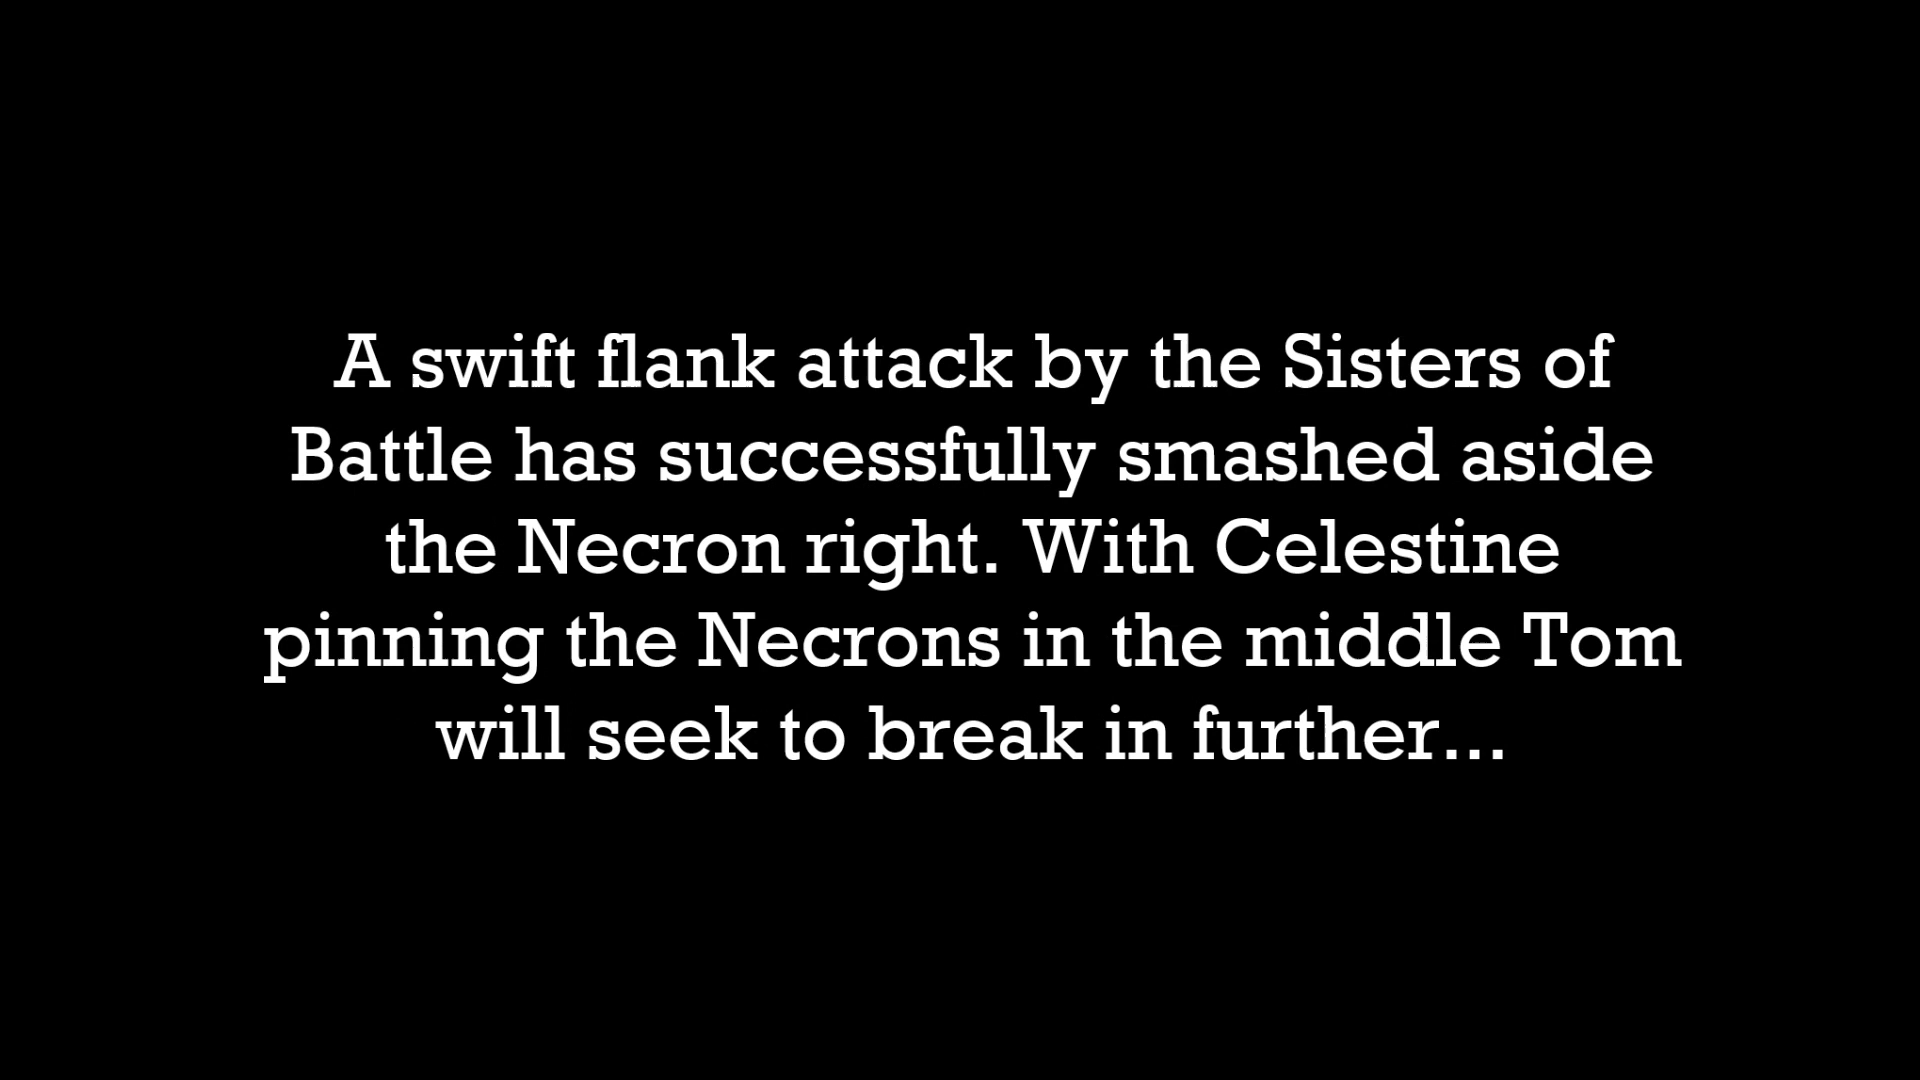 A swift flank attack by the Sisters of
Battle has successfully smashed aside
the Necron right. With Celestine
pinning the Necrons in the middle Tom
will seek to break in further...